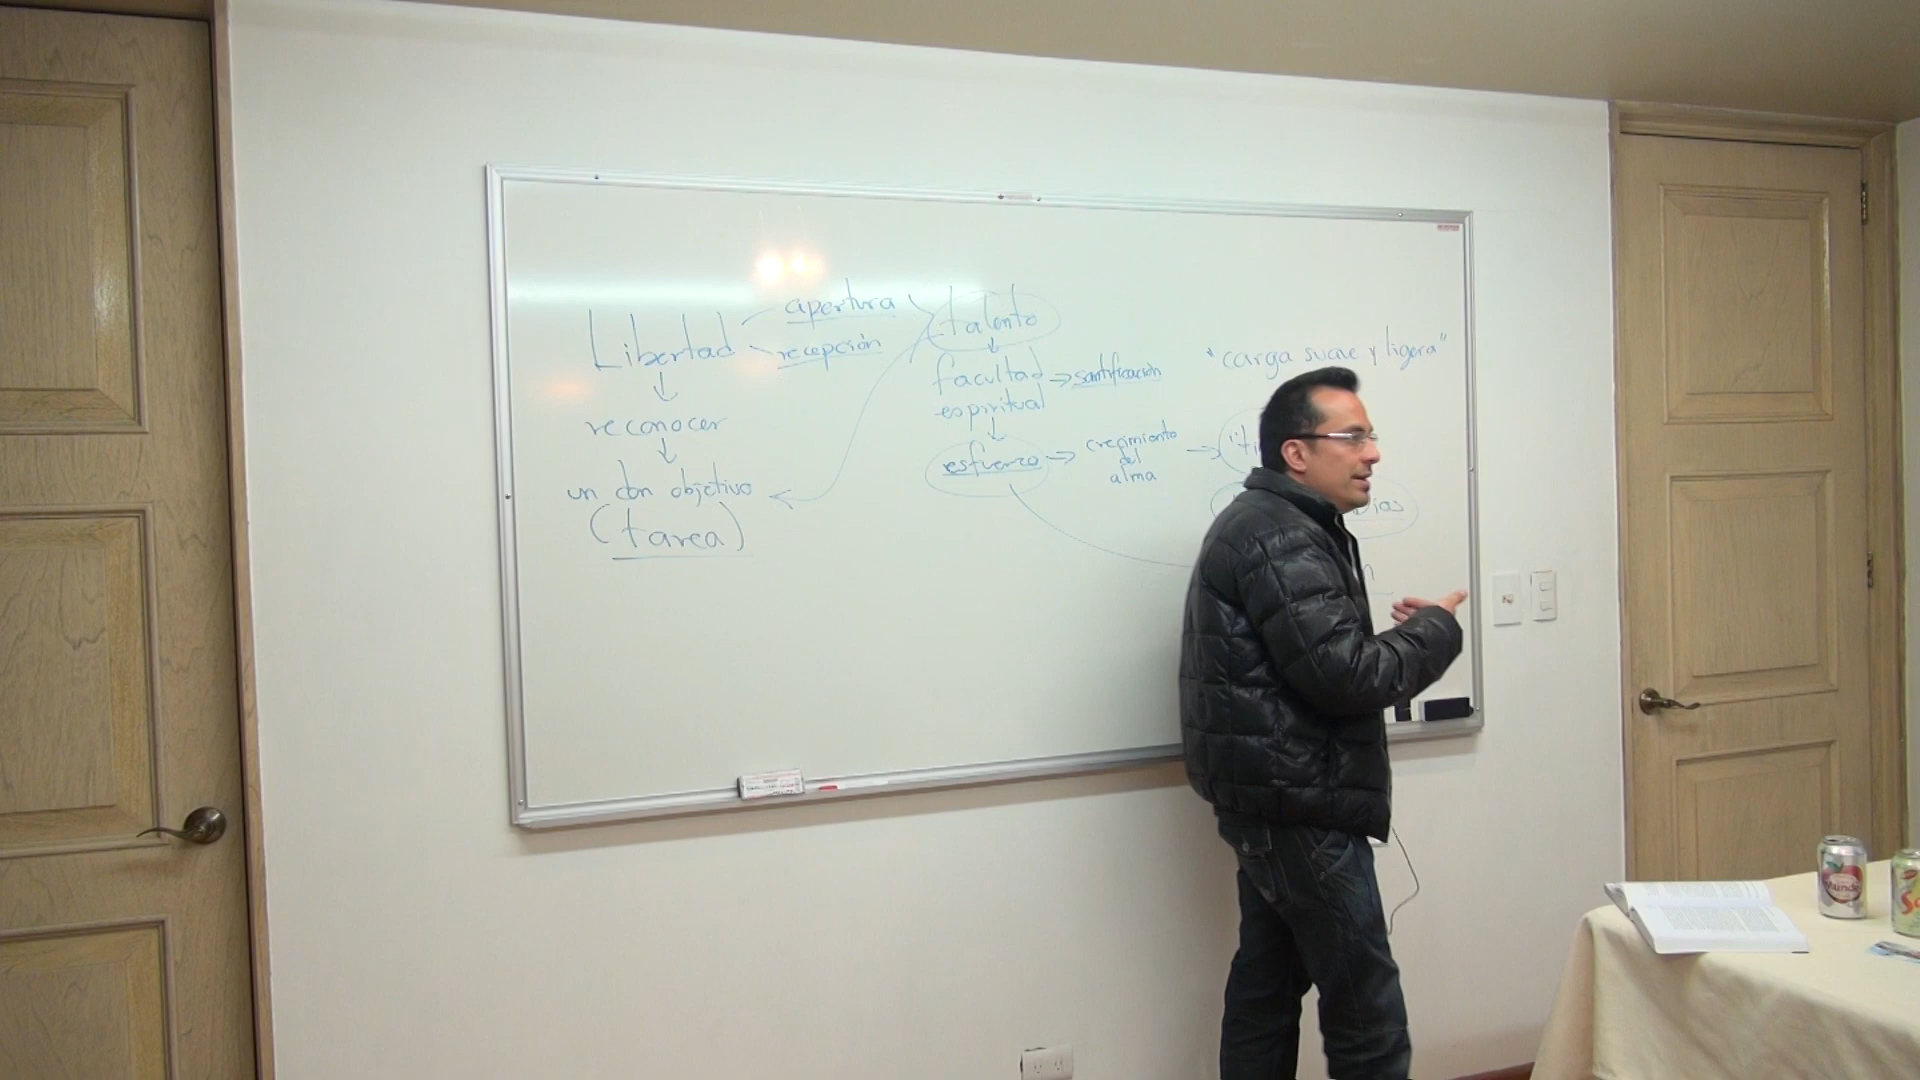 Libertad
apertura
recepción
reconocer
un don objetivo
(tarea)
talento
facultad
espiritual
santificación
esfuerzo
crecimiento
del
alma
"carga suave y ligera"
Mundet